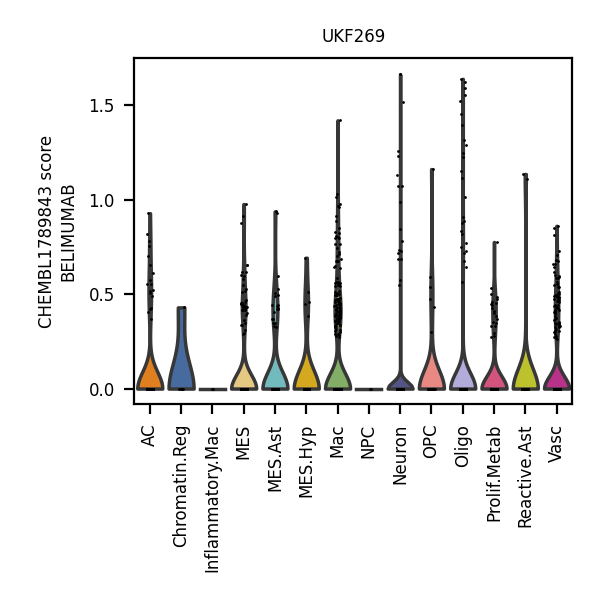 UKF269
CHEMBL1789843 score
BELIMUMAB
1.5
1.0
0.5
0.0
AC
Chromatin.Reg
Inflammatory.Mac
MES
MES.Ast
MES.Hyp
Mac
NPC
Neuron
OPC
Oligo
Prolif.Metab
Reactive.Ast
Vasc